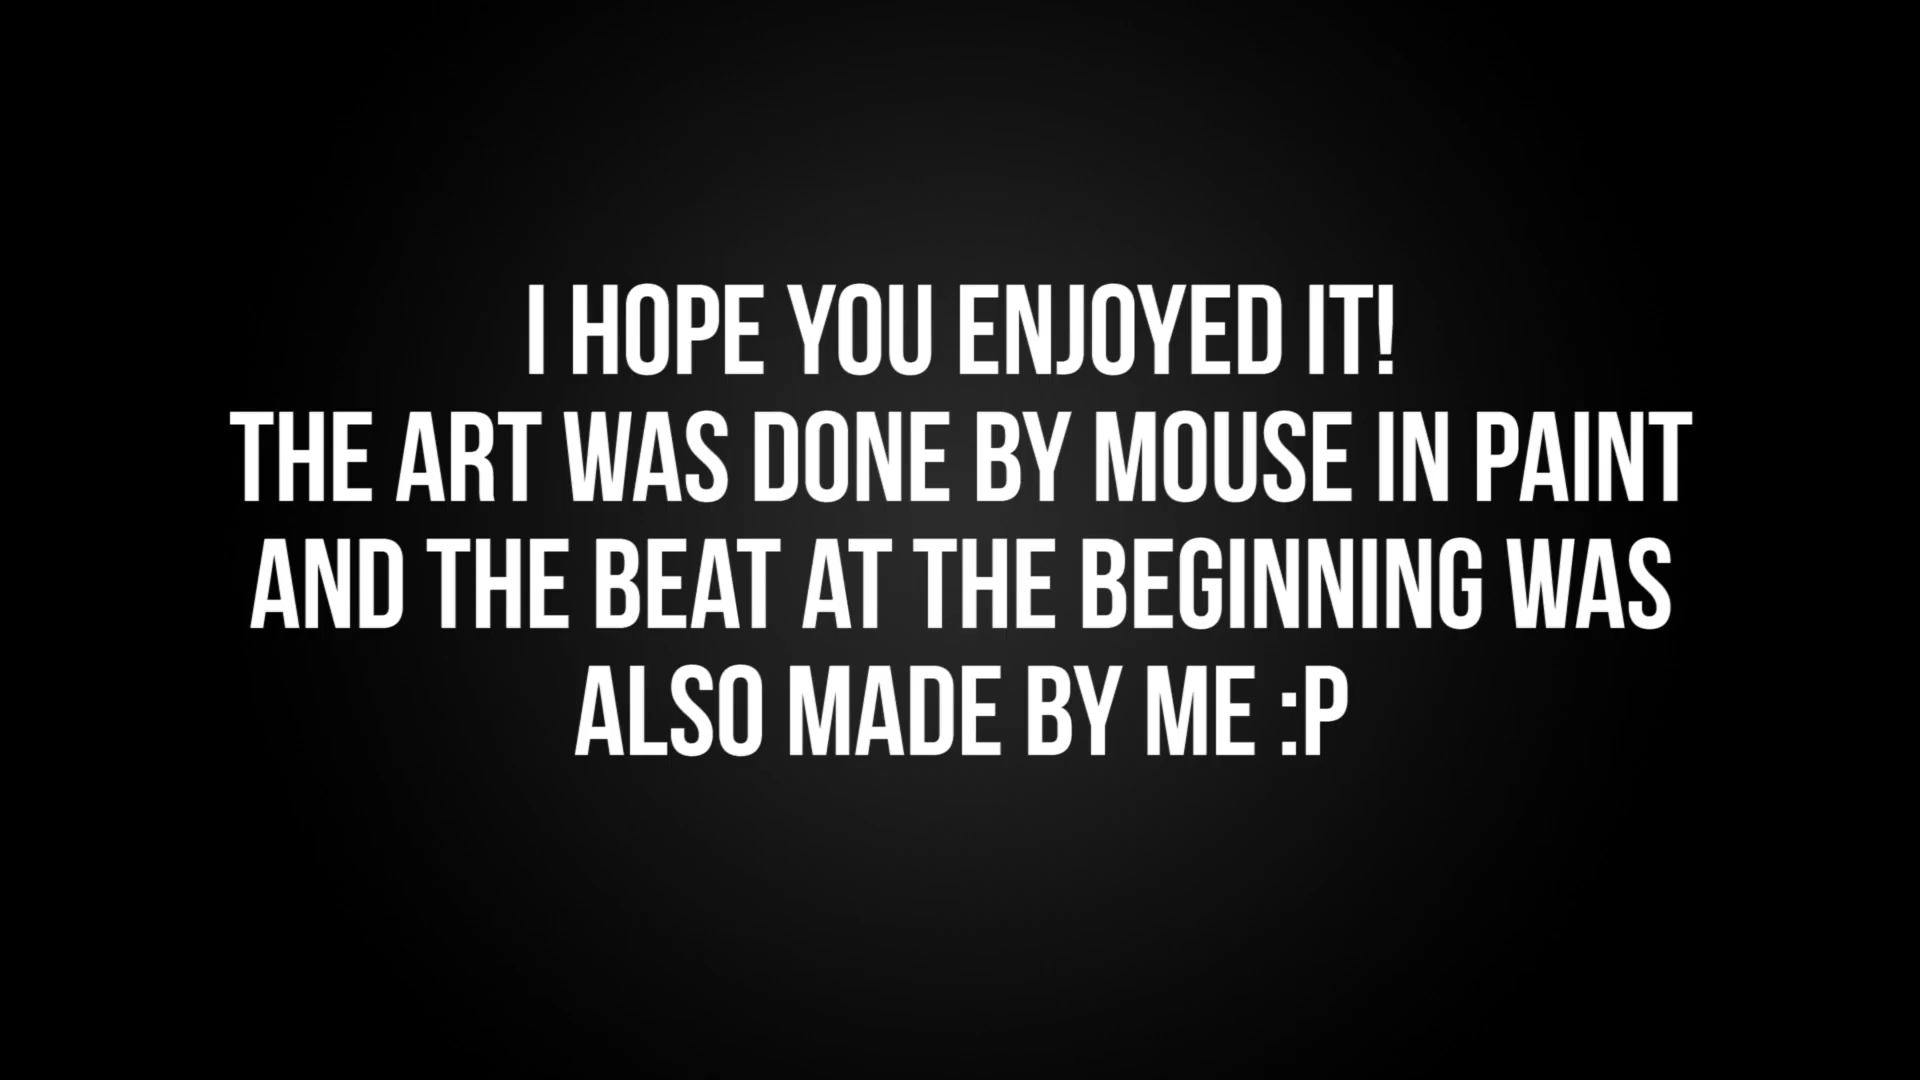 I HOPE YOU ENJOYED IT!
THE ART WAS DONE BY MOUSE IN PAINT
AND THE BEAT AT THE BEGINNING WAS
ALSO MADE BY ME :P